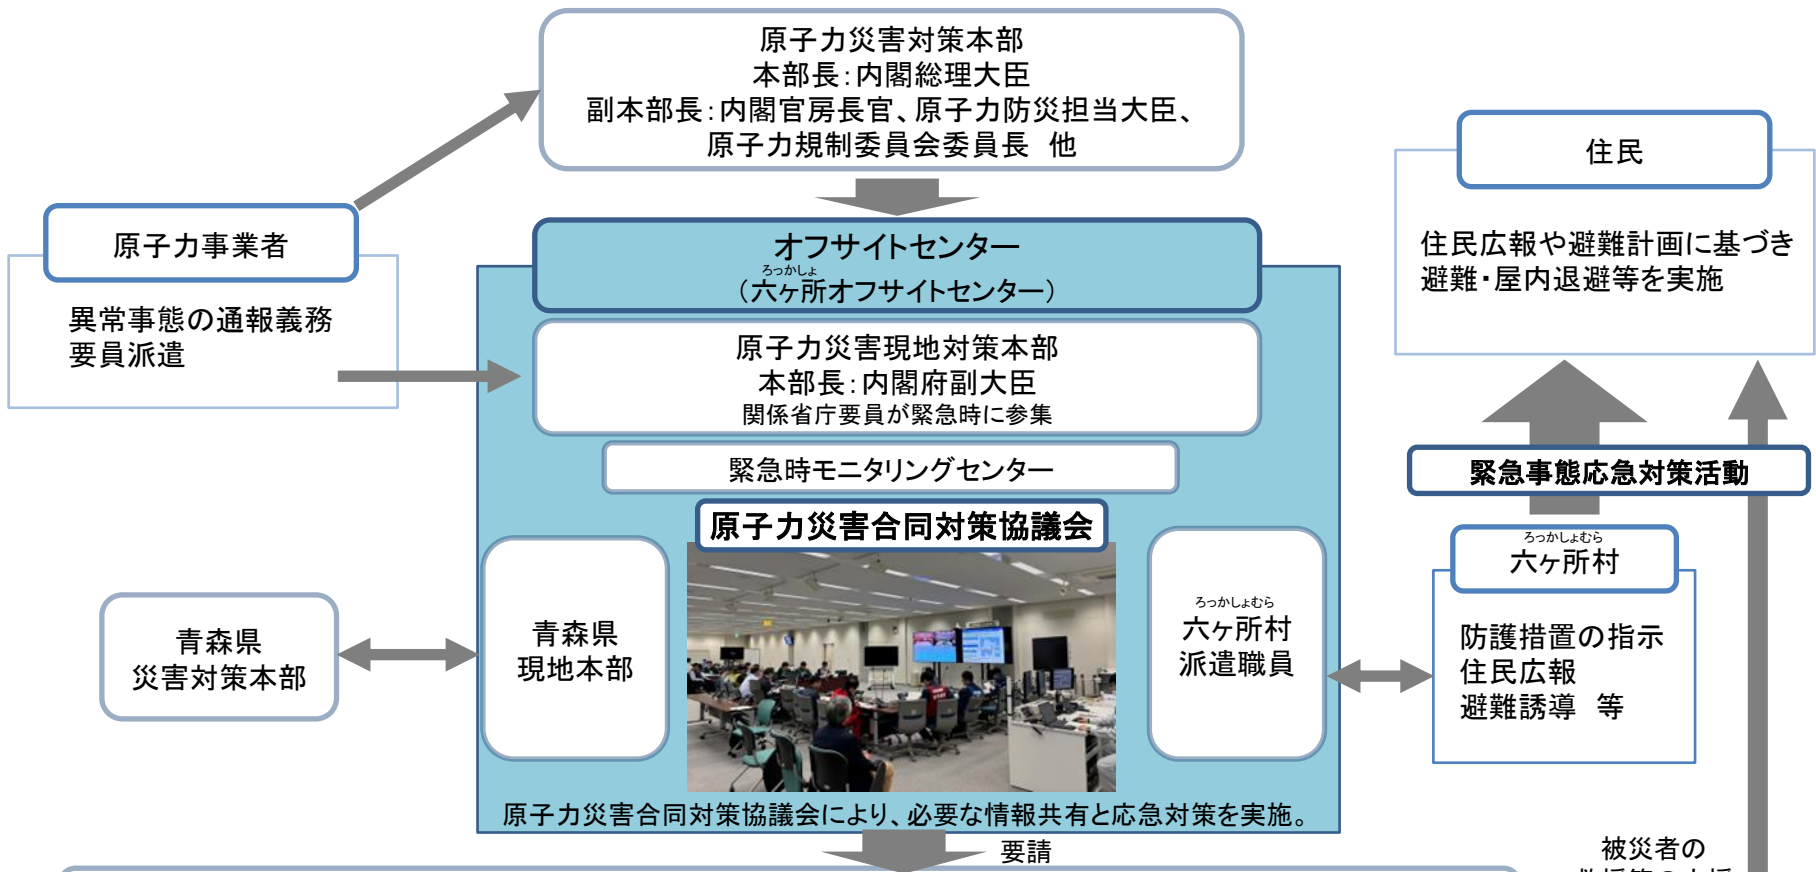 原子力災害対策本部
本部長：内閣総理大臣
副本部長：内閣官房長官、原子力防災担当大臣、
原子力規制委員会委員長　他
原子力事業者
異常事態の通報義務
要員派遣
オフサイトセンター
ろっかしょ
（六ヶ所オフサイトセンター）
原子力災害現地対策本部
本部長：内閣府副大臣
関係省庁要員が緊急時に参集
緊急時モニタリングセンター
原子力災害合同対策協議会
青森県
災害対策本部
青森県
現地本部
ろっかしょむら
六ヶ所村
派遣職員
原子力災害合同対策協議会により、必要な情報共有と応急対策を実施。
要請
住民
住民広報や避難計画に基づき
避難・屋内退避等を実施
緊急事態応急対策活動
ろっかしょむら
六ヶ所村
防護措置の指示
住民広報
避難誘導　等
被災者の